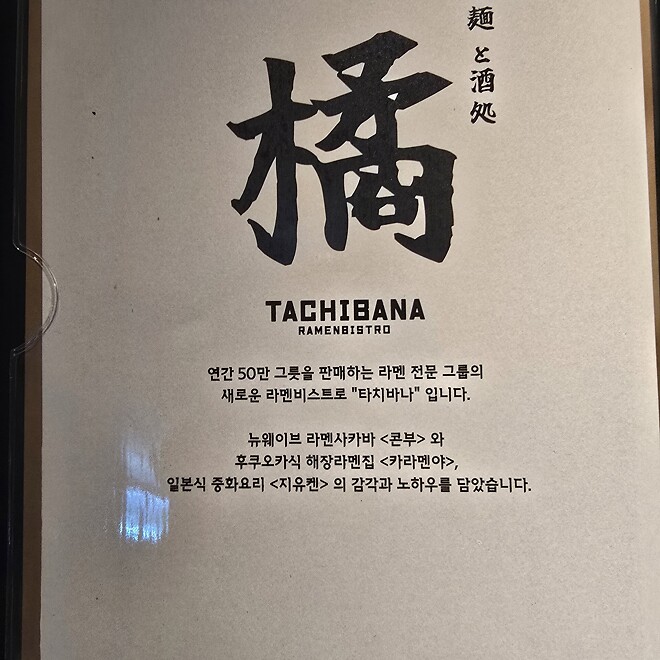 麺と酒処
橘
TACHIBANA
RAMENBISTRO
연간 50만 그릇을 판매하는 라멘 전문 그룹의
새로운 라멘비스트로 "타치바나" 입니다.
뉴웨이브 라멘사카바 <콘부> 와
후쿠오카식 해장라멘집 <카라멘야>,
일본식 중화요리 <지유켄> 의 감각과 노하우를 담았습니다.